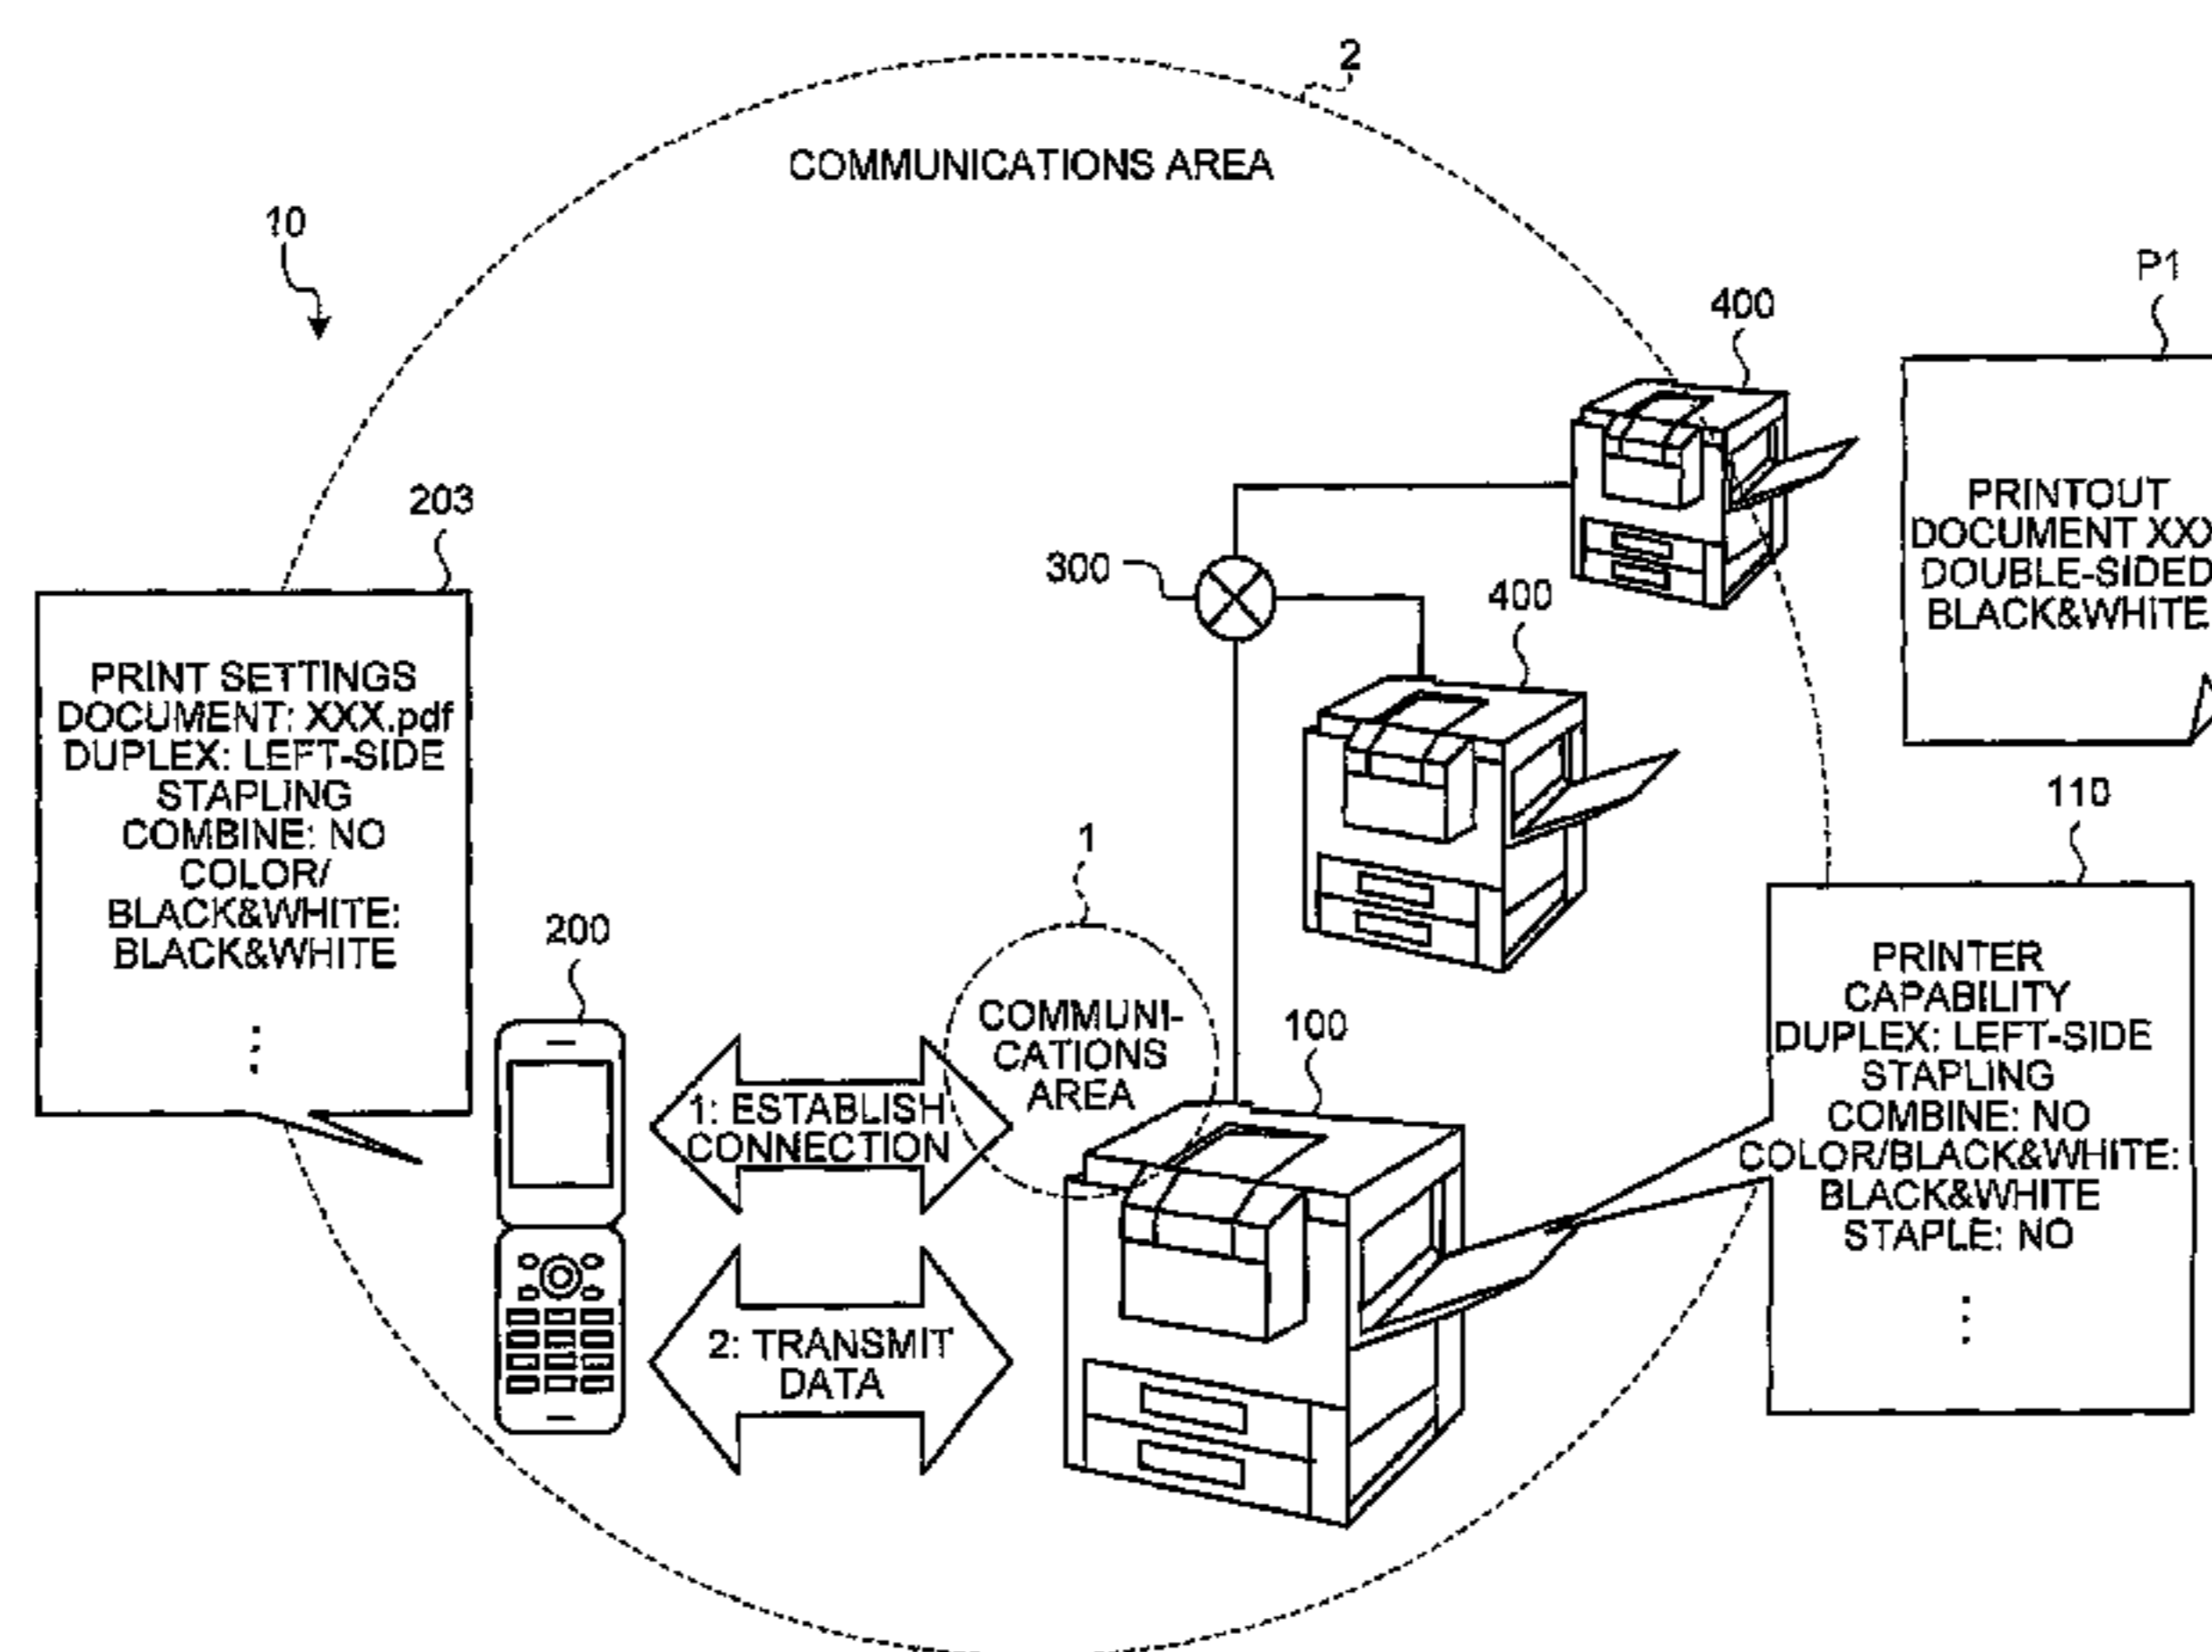 2
COMMUNICATIONS AREA
10
P1
400
203
PRINTOUT
DOCUMENT XXX
DOUBLE-SIDED
BLACK&WHITE
300
400
PRINT SETTINGS
DOCUMENT: XXX.pdf
DUPLEX: LEFT-SIDE
STAPLING
COMBINE: NO
COLOR/
BLACK&WHITE:
BLACK&WHITE
⋮
110
1
200
COMMUNI-
CATIONS
AREA
100
PRINTER
CAPABILITY
DUPLEX: LEFT-SIDE
STAPLING
COMBINE: NO
COLOR/BLACK&WHITE:
BLACK&WHITE
STAPLE: NO
⋮
1: ESTABLISH
CONNECTION
2: TRANSMIT
DATA